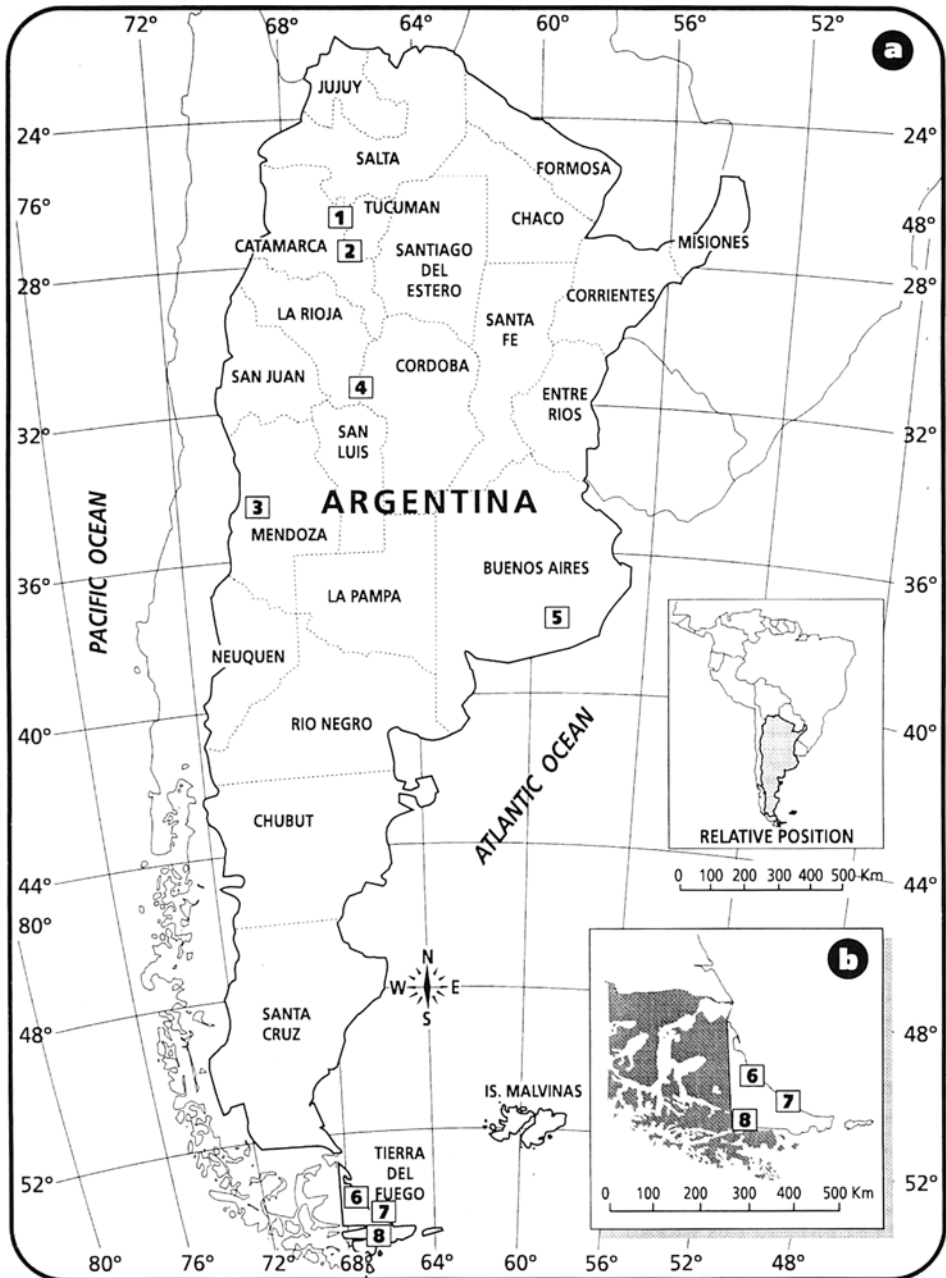 72°
68°
64°
60°
56°
52°
a
JUJUY
24°
24°
SALTA
FORMOSA
76°
1
TUCUMAN
CHACO
48°
CATAMARCA
2
SANTIAGO
DEL
ESTERO
MISIONES
28°
28°
LA RIOJA
CORRIENTES
SANTA
FE
SAN JUAN
4
CORDOBA
ENTRE
RIOS
32°
SAN
LUIS
32°
PACIFIC OCEAN
3
ARGENTINA
MENDOZA
BUENOS AIRES
36°
LA PAMPA
36°
5
NEUQUEN
RIO NEGRO
40°
40°
ATLANTIC OCEAN
CHUBUT
RELATIVE POSITION
0 100 200 300 500 Km
44°
44°
80°
N
W E
S
b
SANTA
CRUZ
48°
48°
IS. MALVINAS
6
7
8
TIERRA
DEL
FUEGO
52°
52°
6
7
8
0 100 200 300 400 500 Km
80°
76°
72°
68°
64°
60°
56°
52°
48°